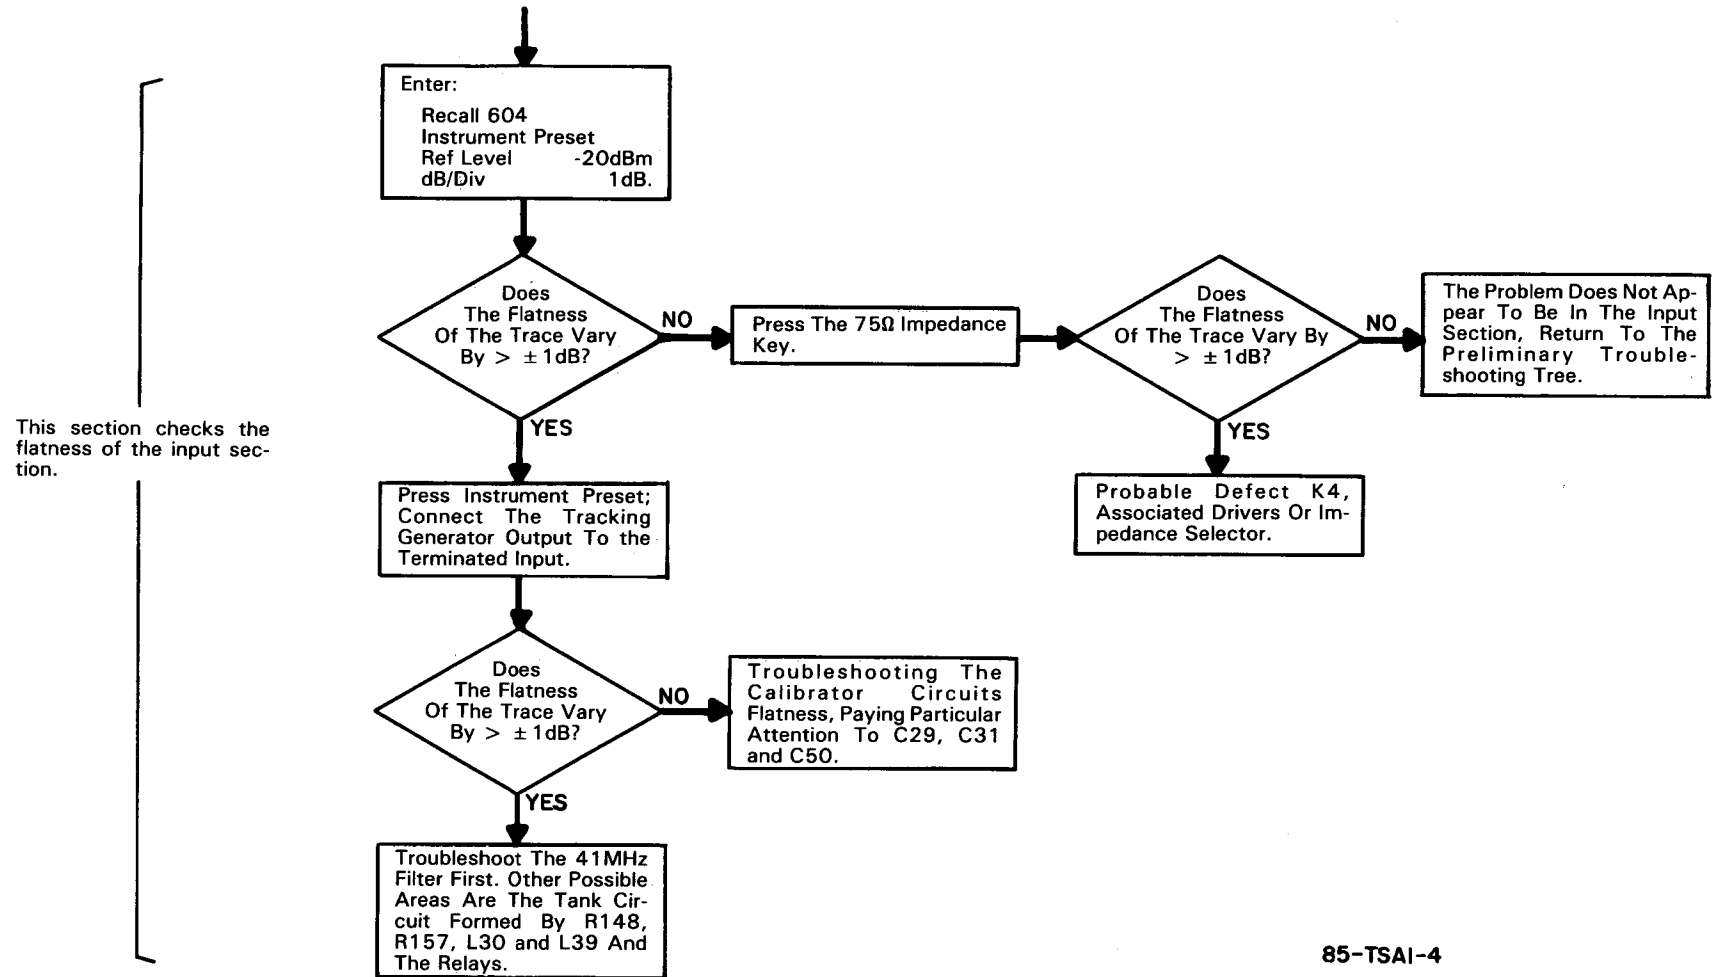 Enter:
Recall 604
Instrument Preset
Ref Level -20dBm
dB/Div 1dB.
Does
The Flatness
Of The Trace Vary
By > ±1dB?
NO
Press The 75Ω Impedance
Key.
Does
The Flatness
Of The Trace Vary By
> ±1dB?
NO
The Problem Does Not Ap-
pear To Be In The Input
Section, Return To The
Preliminary Trouble-
shooting Tree.
YES
Probable Defect K4,
Associated Drivers Or Im-
pedance Selector.
This section checks the
flatness of the input sec-
tion.
YES
Press Instrument Preset;
Connect The Tracking
Generator Output To the
Terminated Input.
Does
The Flatness
Of The Trace Vary
By > ±1dB?
NO
Troubleshooting The
Calibrator Circuits
Flatness, Paying Particular
Attention To C29, C31
and C50.
YES
Troubleshoot The 41MHz
Filter First. Other Possible
Areas Are The Tank Cir-
cuit Formed By R148,
R157, L30 and L39 And
The Relays.
85-TSAI-4